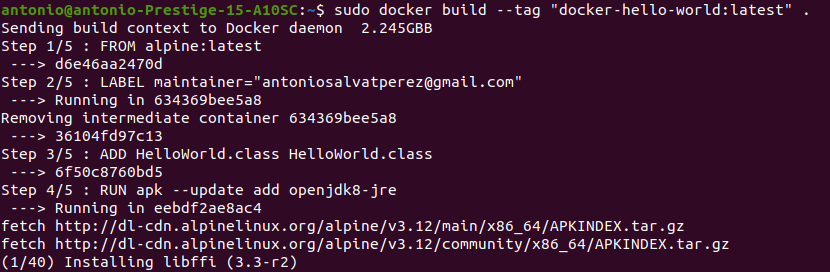 antonio@antonio-Prestige-15-A10SC:~$ sudo docker build --tag "docker-hello-world:latest" .
Sending build context to Docker daemon  2.245GBB
Step 1/5 : FROM alpine:latest
 ---> d6e46aa2470d
Step 2/5 : LABEL maintainer="antoniosalvatperez@gmail.com"
 ---> Running in 634369bee5a8
Removing intermediate container 634369bee5a8
 ---> 36104fd97c13
Step 3/5 : ADD HelloWorld.class HelloWorld.class
 ---> 6f50c8760bd5
Step 4/5 : RUN apk --update add openjdk8-jre
 ---> Running in eebdf2ae8ac4
fetch http://dl-cdn.alpinelinux.org/alpine/v3.12/main/x86_64/APKINDEX.tar.gz
fetch http://dl-cdn.alpinelinux.org/alpine/v3.12/community/x86_64/APKINDEX.tar.gz
(1/40) Installing libffi (3.3-r2)